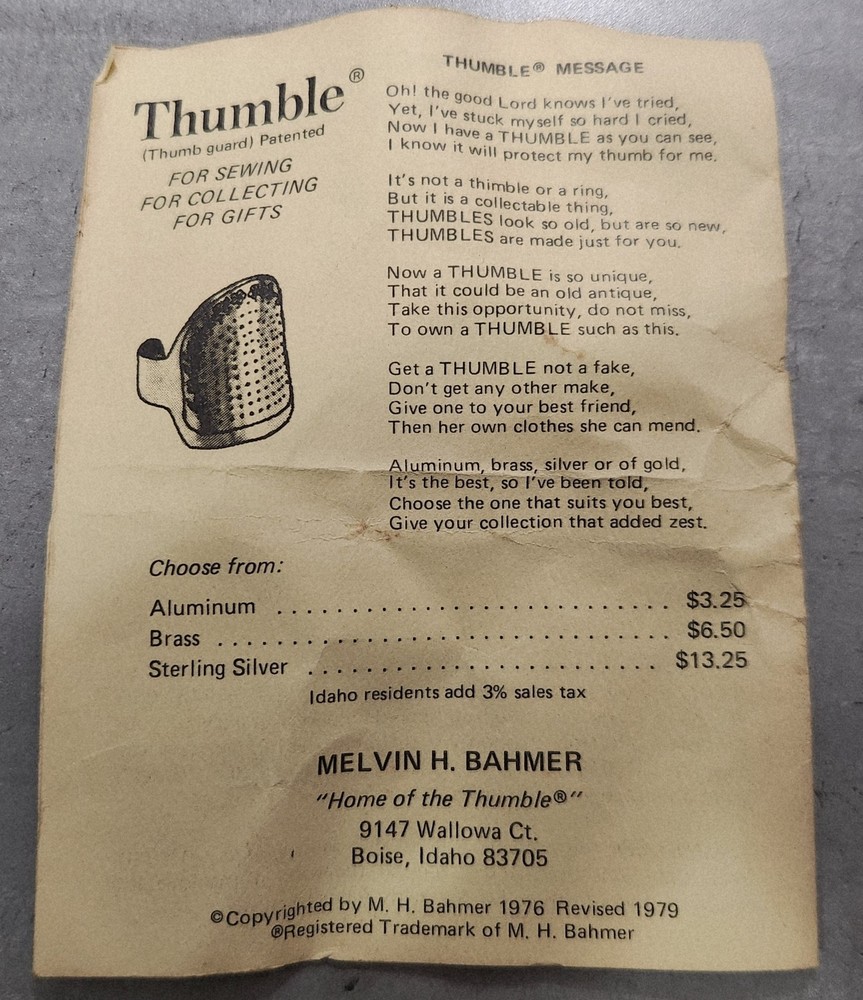 Thumble®
(Thumb guard) Patented
FOR SEWING
FOR COLLECTING
FOR GIFTS
THUMBLE® MESSAGE
Oh! the good Lord knows I've tried,
Yet, I've stuck myself so hard I cried,
Now I have a THUMBLE as you can see,
I know it will protect my thumb for me.
It's not a thimble or a ring,
But it is a collectable thing,
THUMBLES look so old, but are so new,
THUMBLES are made just for you.
Now a THUMBLE is so unique,
That it could be an old antique,
Take this opportunity, do not miss,
To own a THUMBLE such as this.
Get a THUMBLE not a fake,
Don't get any other make,
Give one to your best friend,
Then her own clothes she can mend.
Aluminum, brass, silver or of gold,
It's the best, so I've been told,
Choose the one that suits you best,
Give your collection that added zest.
Choose from:
Aluminum . . . . . . . . . . . . . . . . . . . . . . . . . . $3.25
Brass . . . . . . . . . . . . . . . . . . . . . . . . . . . . . . $6.50
Sterling Silver . . . . . . . . . . . . . . . . . . . . . . . . $13.25
Idaho residents add 3% sales tax
MELVIN H. BAHMER
"Home of the Thumble®"
9147 Wallowa Ct.
Boise, Idaho 83705
©Copyrighted by M. H. Bahmer 1976 Revised 1979
®Registered Trademark of M. H. Bahmer